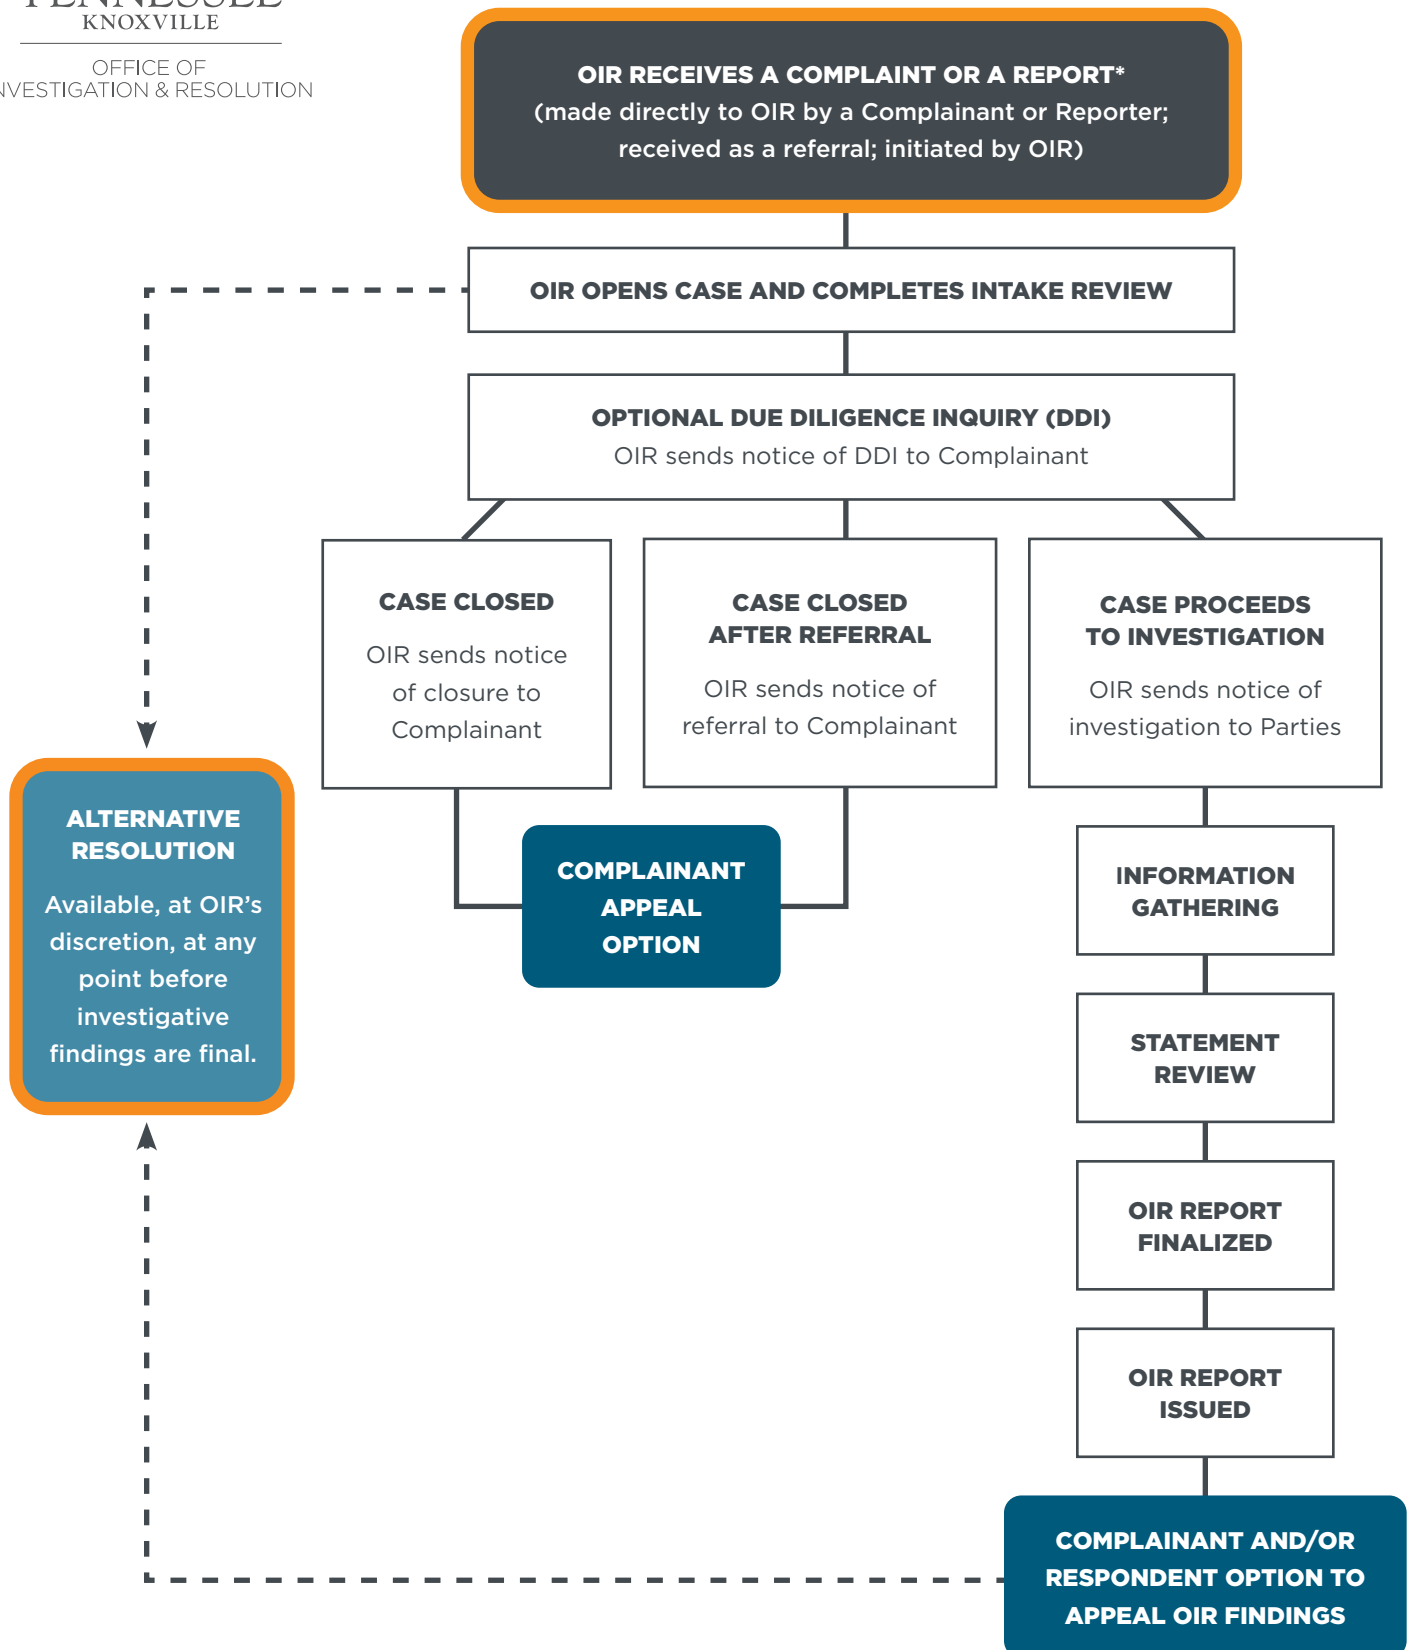 KNOXVILLE
OFFICE OF
& RESOLUTION
OIR RECEIVES A COMPLAINT OR A REPORT*
(made directly to OIR by a Complainant or Reporter;
received as a referral; initiated by OIR)
OIR OPENS CASE AND COMPLETES INTAKE REVIEW
OPTIONAL DUE DILIGENCE INQUIRY (DDI)
OIR sends notice of DDI to Complainant
CASE CLOSED
OIR sends notice
of closure to
Complainant
CASE CLOSED
AFTER REFERRAL
OIR sends notice of
referral to Complainant
CASE PROCEEDS
TO INVESTIGATION
OIR sends notice of
investigation to Parties
ALTERNATIVE
RESOLUTION
Available, at OIR’s
discretion, at any
point before
investigative
findings are final.
COMPLAINANT
APPEAL
OPTION
INFORMATION
GATHERING
STATEMENT
REVIEW
OIR REPORT
FINALIZED
OIR REPORT
ISSUED
COMPLAINANT AND/OR
RESPONDENT OPTION TO
APPEAL OIR FINDINGS